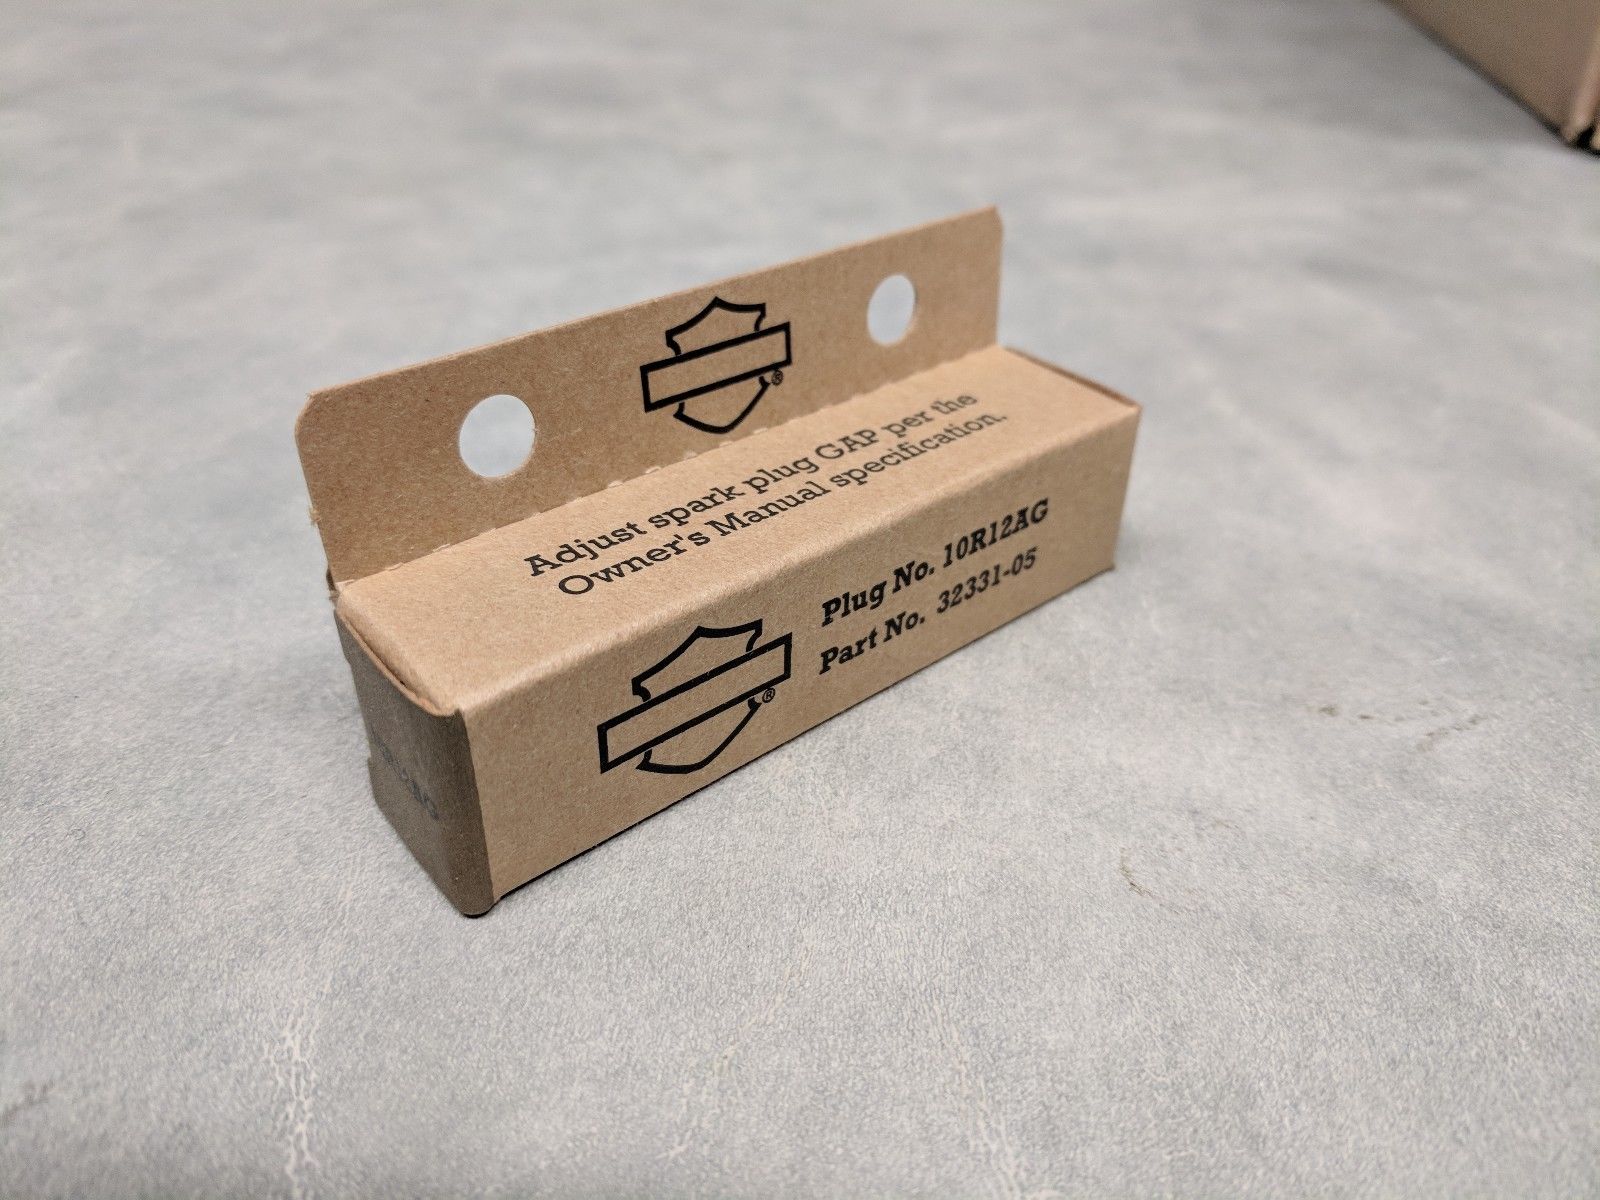 ®
Adjust spark plug GAP per the
Owner's Manual specification.
®
Plug No. 10R12AG
Part No. 32331-05